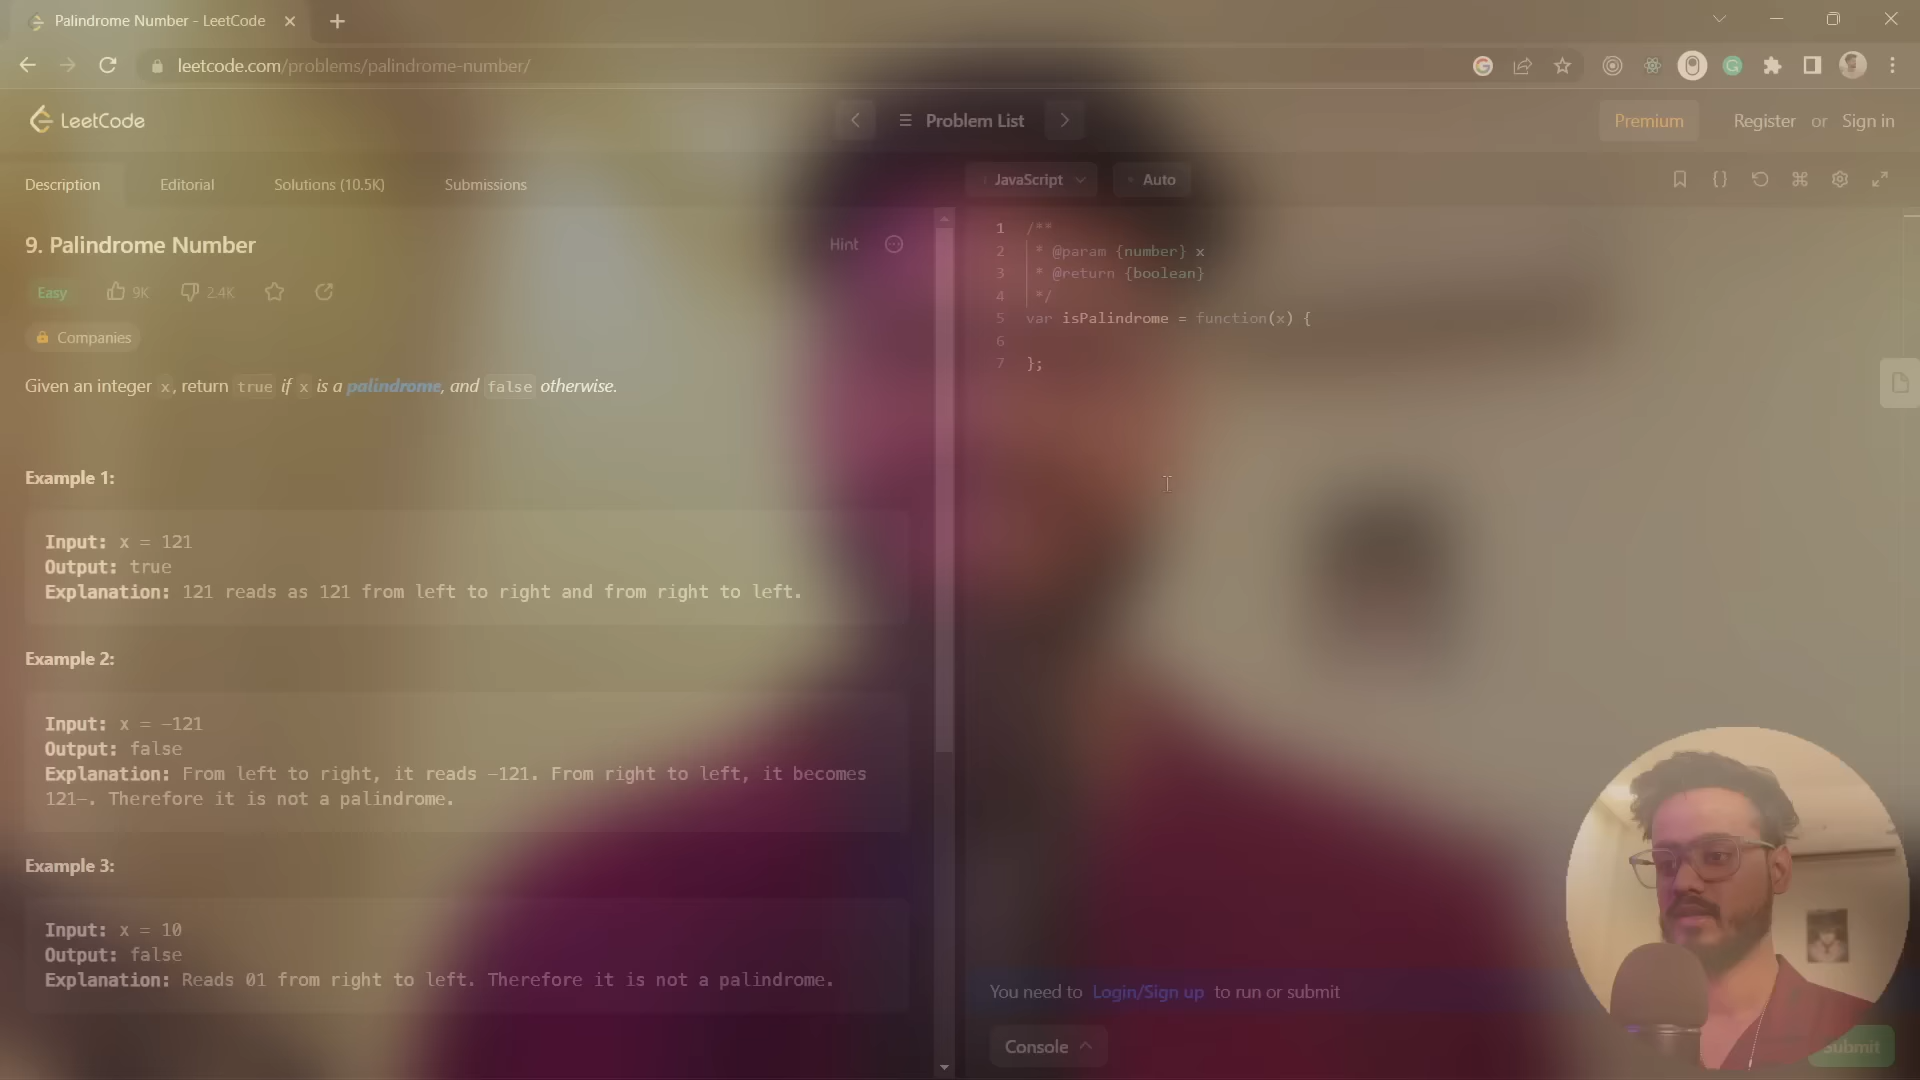 Palindrome Number - LeetCode
leetcode.com/problems/palindrome-number/
LeetCode
Problem List
Premium
Register or Sign in
Description
Editorial
Solutions (10.5K)
Submissions
JavaScript
Auto
9. Palindrome Number
Hint
Easy
9K
2.4K
Companies
Given an integer x, return true if x is a palindrome, and false otherwise.
Example 1:
Input: x = 121
Output: true
Explanation: 121 reads as 121 from left to right and from right to left.
Example 2:
Input: x = -121
Output: false
Explanation: From left to right, it reads -121. From right to left, it becomes
121-. Therefore it is not a palindrome.
Example 3:
Input: x = 10
Output: false
Explanation: Reads 01 from right to left. Therefore it is not a palindrome.
1 /**
2 * @param {number} x
3 * @return {boolean}
4 */
5 var isPalindrome = function(x) {
6
7 };
You need to Login/Sign up to run or submit
Console
Submit